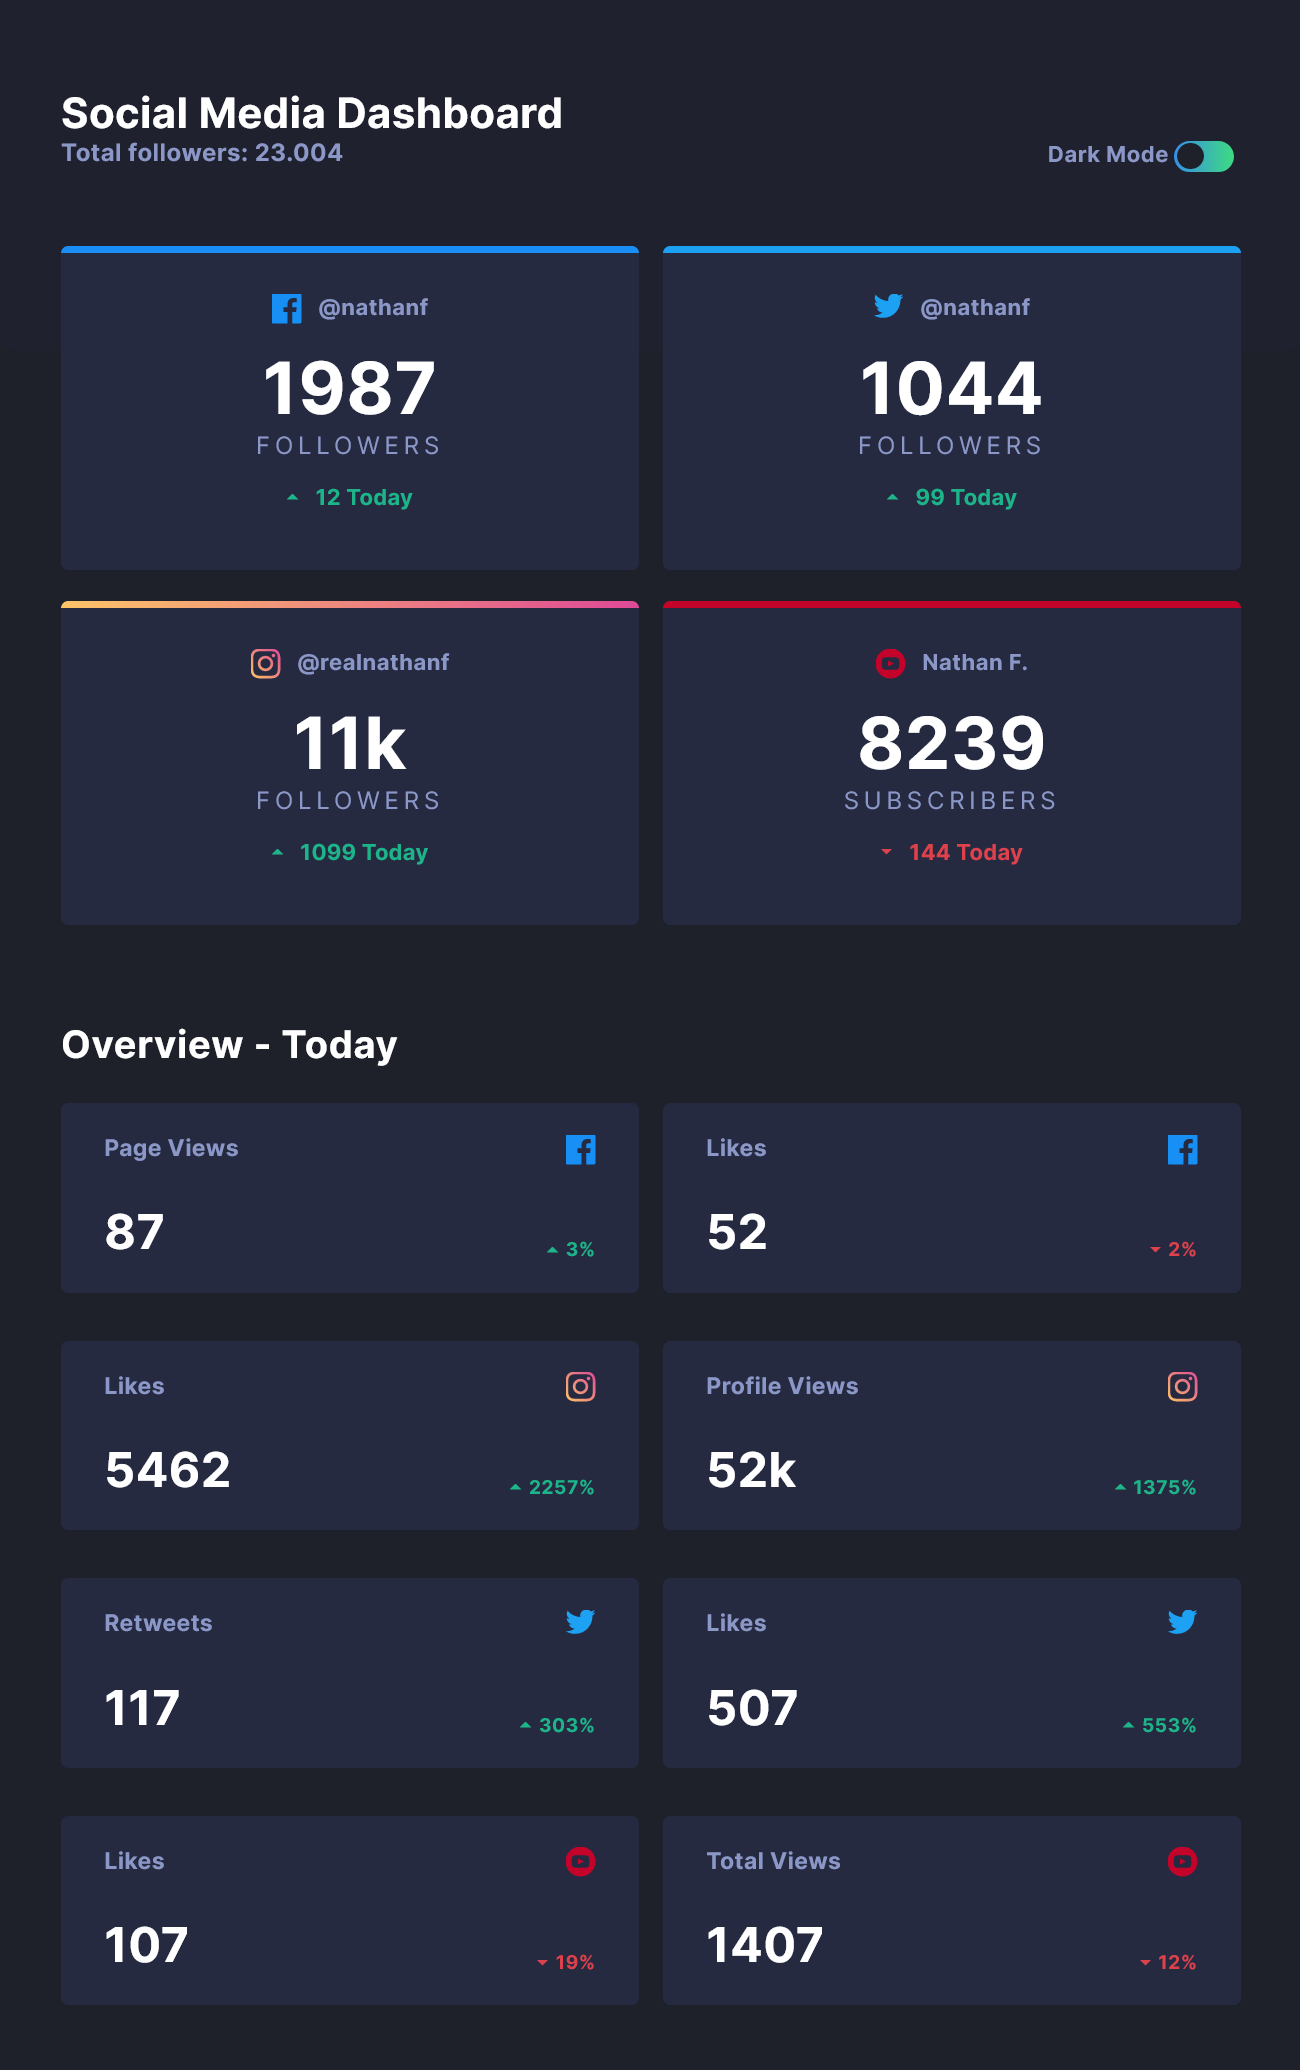 Social Media Dashboard
Total followers: 23.004
Dark Mode
@nathanf
1987
FOLLOWERS
12 Today
@nathanf
1044
FOLLOWERS
99 Today
@realnathanf
11k
FOLLOWERS
1099 Today
Nathan F.
8239
SUBSCRIBERS
144 Today
Overview - Today
Page Views
87
3%
Likes
52
2%
Likes
5462
2257%
Profile Views
52k
1375%
Retweets
117
303%
Likes
507
553%
Likes
107
19%
Total Views
1407
12%